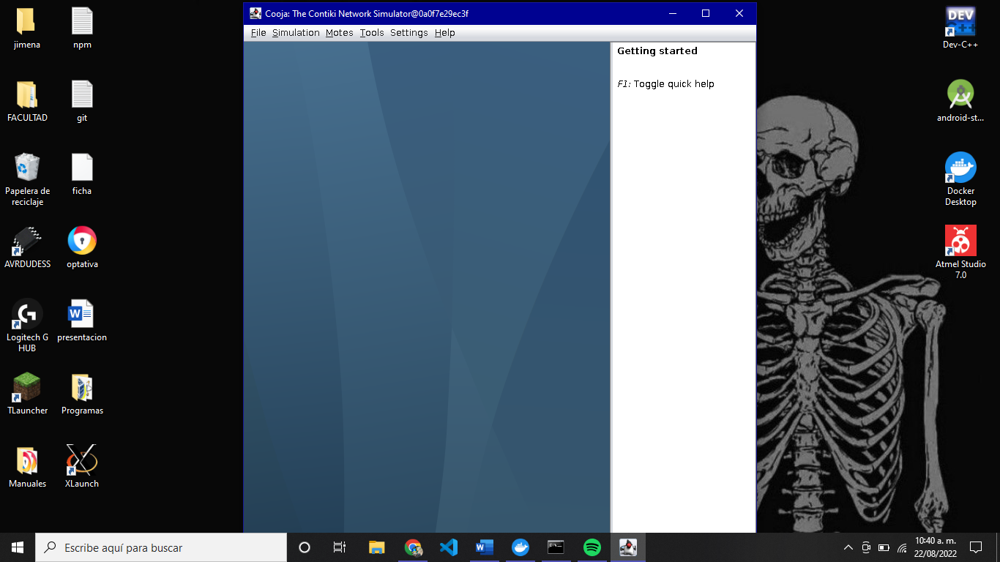 Cooja: The Contiki Network Simulator@0a0f7e29ec3f
File Simulation Motes Tools Settings Help
Getting started
F1: Toggle quick help
jimena
npm
FACULTAD
git
Papelera de
reciclaje
ficha
AVRDUDESS
optativa
Logitech G
HUB
W
presentacion
TLauncher
Programas
Manuales
XLaunch
DEV
C++
Dev-C++
android-st...
Docker
Desktop
Atmel Studio
7.0
Escribe aquí para buscar
W
10:40 a. m.
22/08/2022